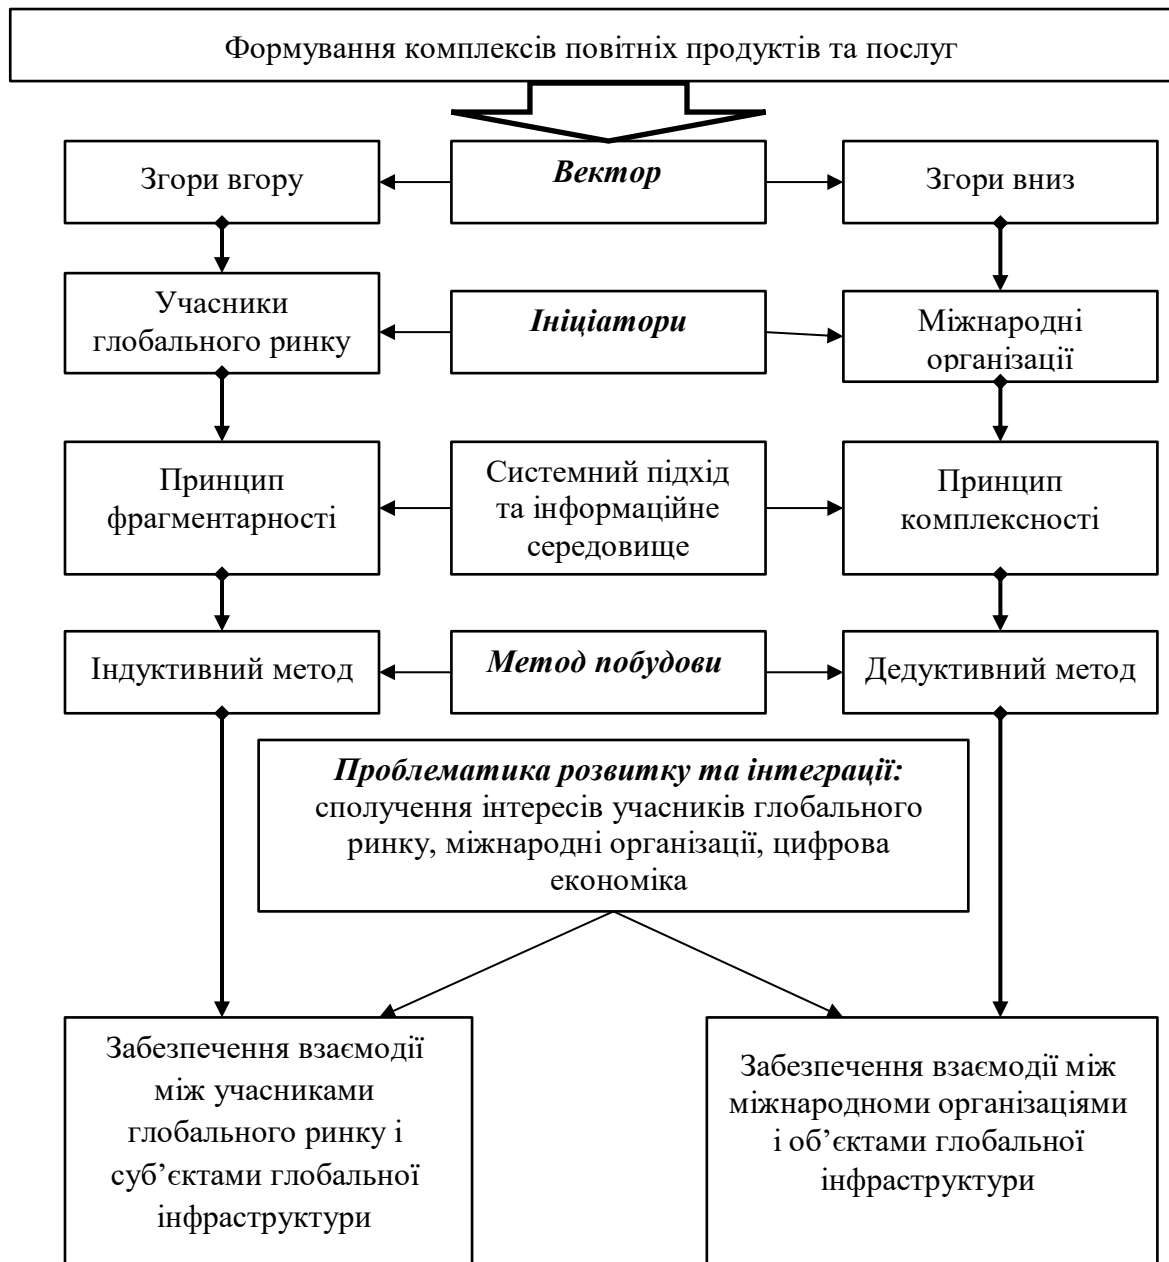 Формування комплексів повітніх продуктів та послуг
Згори вгору
Вектор
Згори вниз
Учасники
глобального ринку
Ініціатори
Міжнародні
організації
Принцип
фрагментарності
Системний підхід
та інформаційне
середовище
Принцип
комплексності
Індуктивний метод
Метод побудови
Дедуктивний метод
Проблематика розвитку та інтеграції:
сполучення інтересів учасників глобального
ринку, міжнародні організації, цифрова
економіка
Забезпечення взаємодії
між учасниками
глобального ринку і
суб’єктами глобальної
інфраструктури
Забезпечення взаємодії між
міжнародноми організаціями
і об’єктами глобальної
інфраструктури